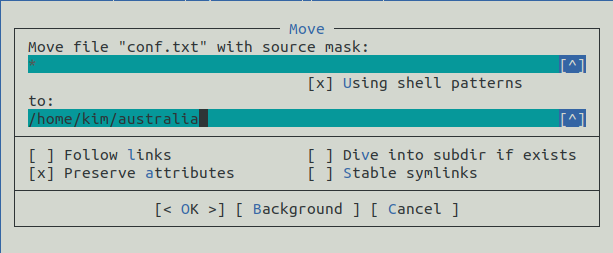 Move
Move file "conf.txt" with source mask:
* [^]
[x] Using shell patterns
to:
/home/kim/australia [^]
[ ] Follow links [ ] Dive into subdir if exists
[x] Preserve attributes [ ] Stable symlinks
[< OK >] [ Background ] [ Cancel ]